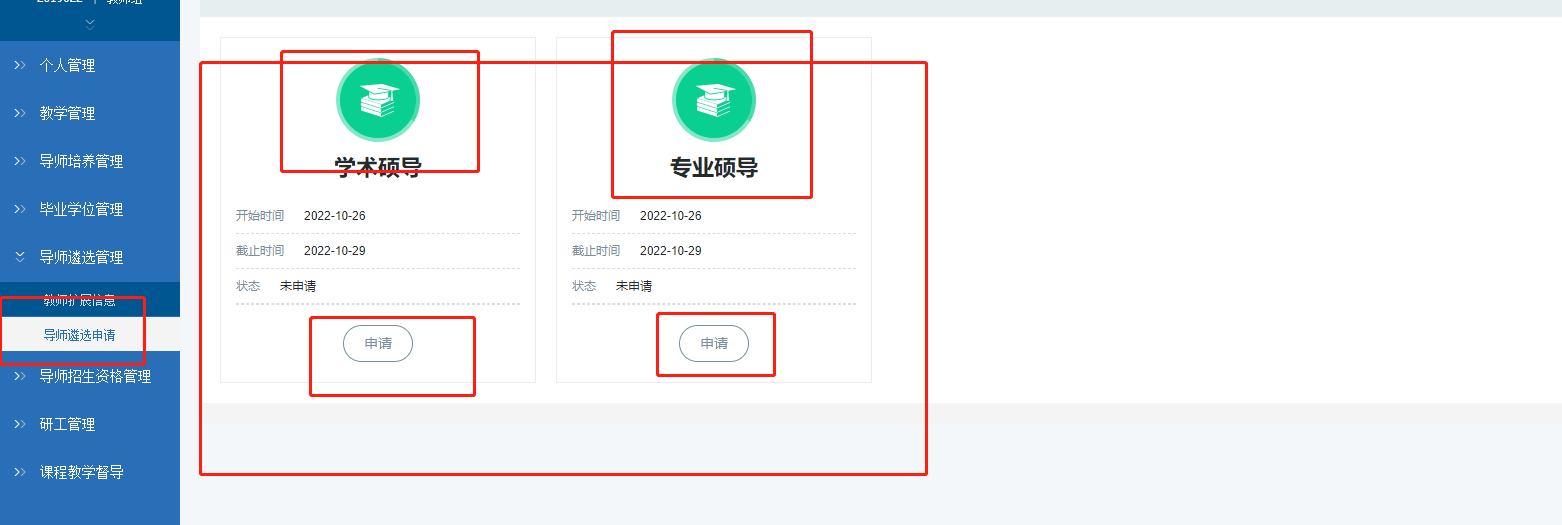 个人管理
教学管理
导师培养管理
毕业学位管理
导师遴选管理
教师扩展信息
导师遴选申请
导师招生资格管理
研工管理
课程教学督导
学术硕导
开始时间 2022-10-26
截止时间 2022-10-29
状态 未申请
申请
专业硕导
开始时间 2022-10-26
截止时间 2022-10-29
状态 未申请
申请